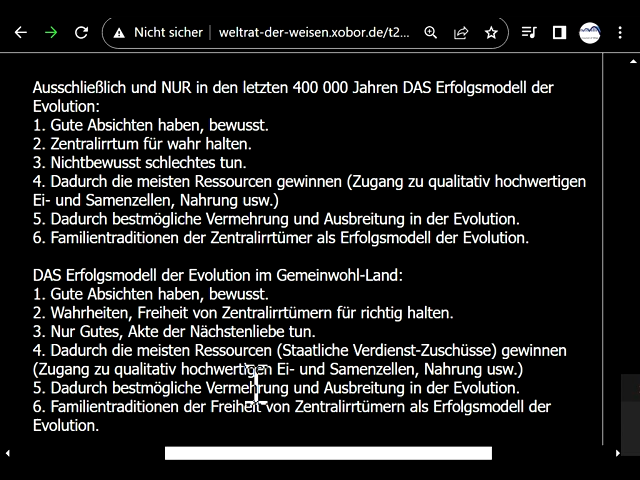 Nicht sicher weltrat-der-weisen.xobor.de/t2...
Ausschließlich und NUR in den letzten 400 000 Jahren DAS Erfolgsmodell der
Evolution:
1. Gute Absichten haben, bewusst.
2. Zentralirrtum für wahr halten.
3. Nichtbewusst schlechtes tun.
4. Dadurch die meisten Ressourcen gewinnen (Zugang zu qualitativ hochwertigen
Ei- und Samenzellen, Nahrung usw.)
5. Dadurch bestmögliche Vermehrung und Ausbreitung in der Evolution.
6. Familientraditionen der Zentralirrtümer als Erfolgsmodell der Evolution.
DAS Erfolgsmodell der Evolution im Gemeinwohl-Land:
1. Gute Absichten haben, bewusst.
2. Wahrheiten, Freiheit von Zentralirrtümern für richtig halten.
3. Nur Gutes, Akte der Nächstenliebe tun.
4. Dadurch die meisten Ressourcen (Staatliche Verdienst-Zuschüsse) gewinnen
(Zugang zu qualitativ hochwertigen Ei- und Samenzellen, Nahrung usw.)
5. Dadurch bestmögliche Vermehrung und Ausbreitung in der Evolution.
6. Familientraditionen der Freiheit von Zentralirrtümern als Erfolgsmodell der
Evolution.